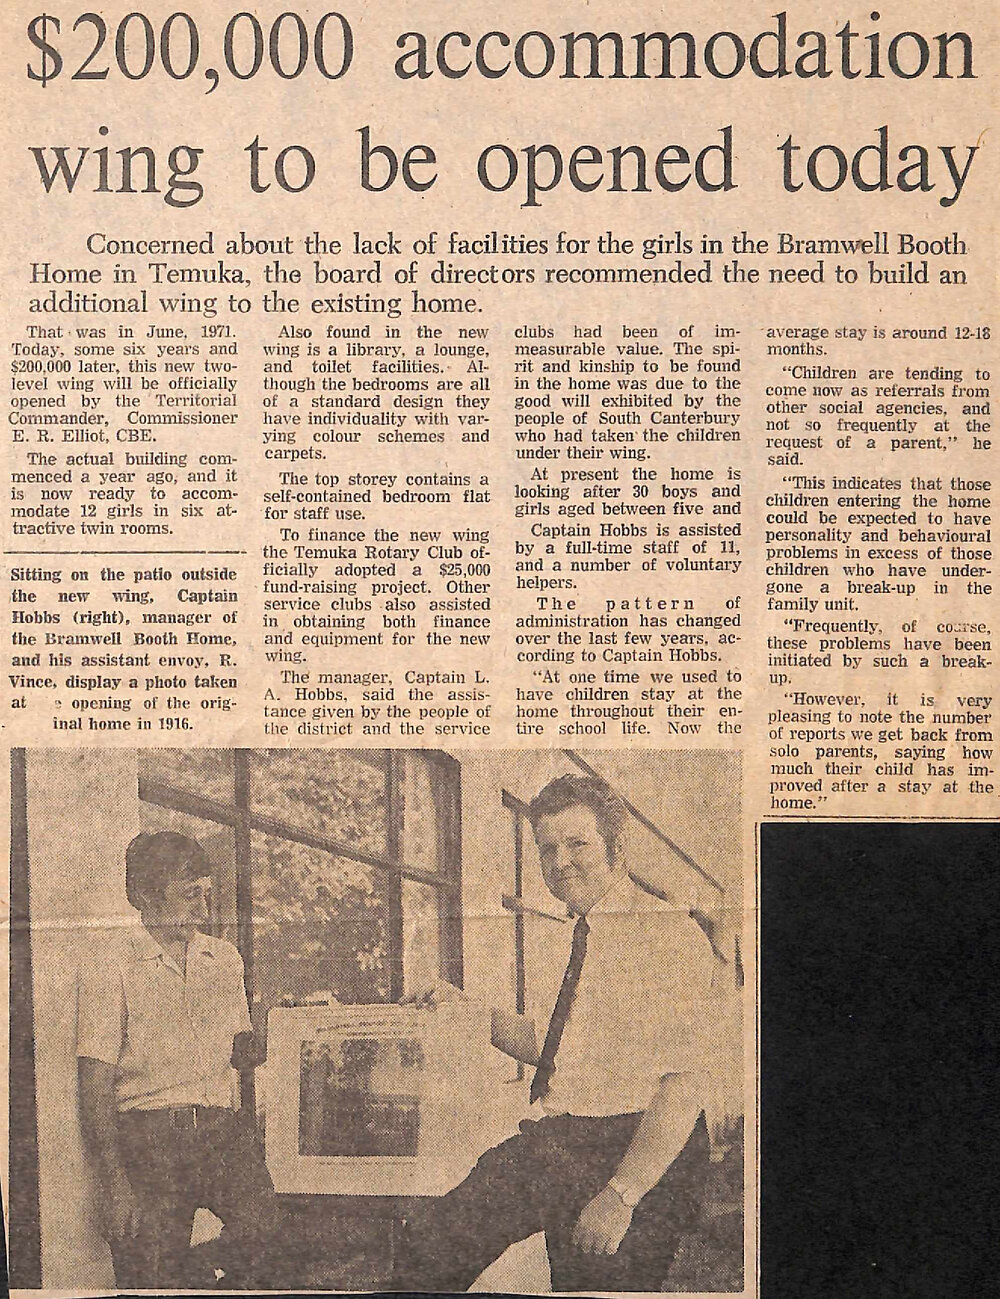 $200,000 accommodation
wing to be opened today
Concerned about the lack of facilities for the girls in the Bramwell Booth
Home in Temuka, the board of directors recommended the need to build an
additional wing to the existing home.
That was in June, 1971.
Today, some six years and
$200,000 later, this new two-
level wing will be officially
opened by the Territorial
Commander, Commissioner
E. R. Elliot, CBE.
The actual building com-
menced a year ago, and it
is now ready to accom-
modate 12 girls in six at-
tractive twin rooms.
Sitting on the patio outside
the new wing, Captain
Hobbs (right), manager of
the Bramwell Booth Home,
and his assistant envoy, R.
Vince, display a photo taken
at opening of the orig-
inal home in 1916.
Also found in the new
wing is a library, a lounge,
and toilet facilities. Al-
though the bedrooms are all
of a standard design they
have individuality with var-
ying colour schemes and
carpets.
The top storey contains a
self-contained bedroom flat
for staff use.
To finance the new wing
the Temuka Rotary Club of-
ficially adopted a $25,000
fund-raising project. Other
service clubs also assisted
in obtaining both finance
and equipment for the new
wing.
The manager, Captain L.
A. Hobbs, said the assis-
tance given by the people of
the district and the service
clubs had been of im-
measurable value. The spi-
rit and kinship to be found
in the home was due to the
good will exhibited by the
people of South Canterbury
who had taken the children
under their wing.
At present the home is
looking after 30 boys and
girls aged between five and
Captain Hobbs is assisted
by a full-time staff of 11,
and a number of voluntary
helpers.
The pattern of
administration has changed
over the last few years, ac-
cording to Captain Hobbs.
"At one time we used to
have children stay at the
home throughout their en-
tire school life. Now the
average stay is around 12-18
months.
"Children are tending to
come now as referrals from
other social agencies, and
not so frequently at the
request of a parent," he
said.
"This indicates that those
children entering the home
could be expected to have
personality and behavioural
problems in excess of those
children who have under-
gone a break-up in the
family unit.
"Frequently, of course,
these problems have been
initiated by such a break-
up.
"However, it is very
pleasing to note the number
of reports we get back from
solo parents, saying how
much their child has im-
proved after a stay at the
home."